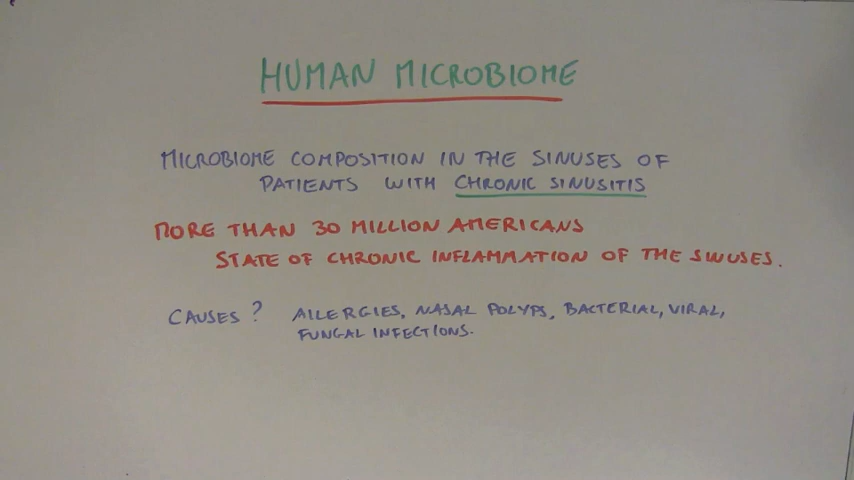 HUMAN MICROBIOME
MICROBIOME COMPOSITION IN THE SINUSES OF
PATIENTS WITH CHRONIC SINUSITIS
MORE THAN 30 MILLION AMERICANS
STATE OF CHRONIC INFLAMMATION OF THE SINUSES.
CAUSES? ALLERGIES, NASAL POLYPS, BACTERIAL, VIRAL,
FUNGAL INFECTIONS.